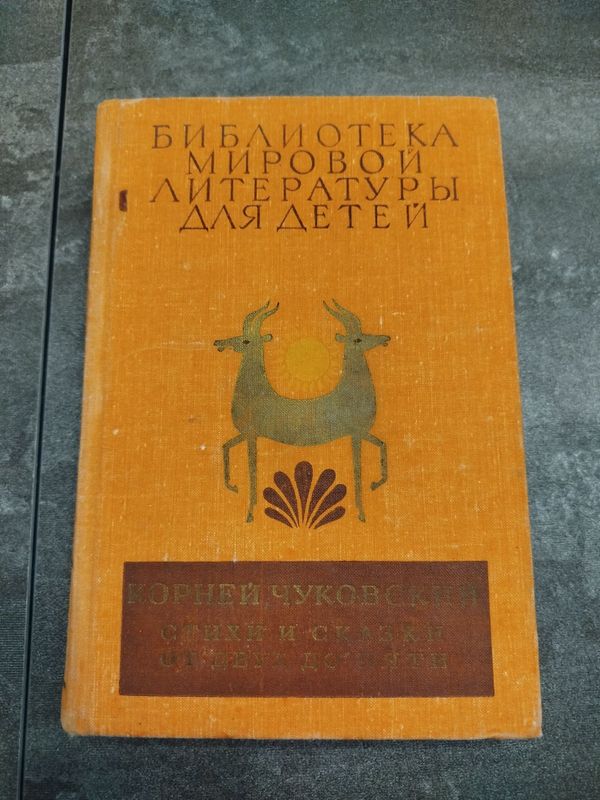 БИБЛИОТЕКА
МИРОВОЙ
ЛИТЕРАТУРЫ
ДЛЯ ДЕТЕЙ
КОРНЕЙ ЧУКОВСКИЙ
СТИХИ И СКАЗКИ
ОТ ДВУХ ДО ПЯТИ